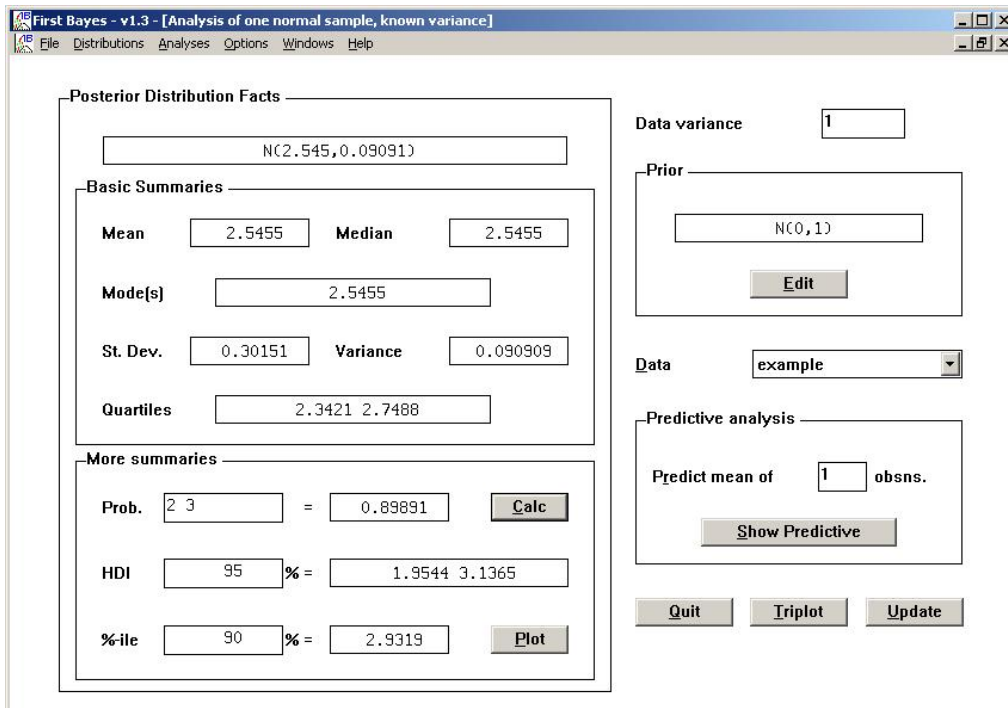 First Bayes - v1.3 - [Analysis of one normal sample, known variance]
File Distributions Analyses Options Windows Help
Posterior Distribution Facts
N(2.545,0.09091)
Basic Summaries
Mean 2.5455 Median 2.5455
Mode(s) 2.5455
St. Dev. 0.30151 Variance 0.090909
Quartiles 2.3421 2.7488
More summaries
Prob. 2 3 = 0.89891 Calc
HDI 95 % = 1.9544 3.1365
%-ile 90 % = 2.9319 Plot
Data variance 1
Prior
N(0,1)
Edit
Data example
Predictive analysis
Predict mean of 1 obsns.
Show Predictive
Quit Triplot Update